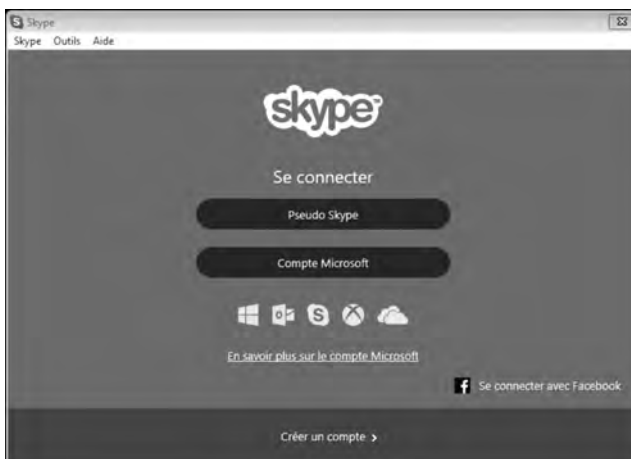 Skype
Skype Outils Aide
skype
Se connecter
Pseudo Skype
Compte Microsoft
En savoir plus sur le compte Microsoft
Se connecter avec Facebook
Créer un compte